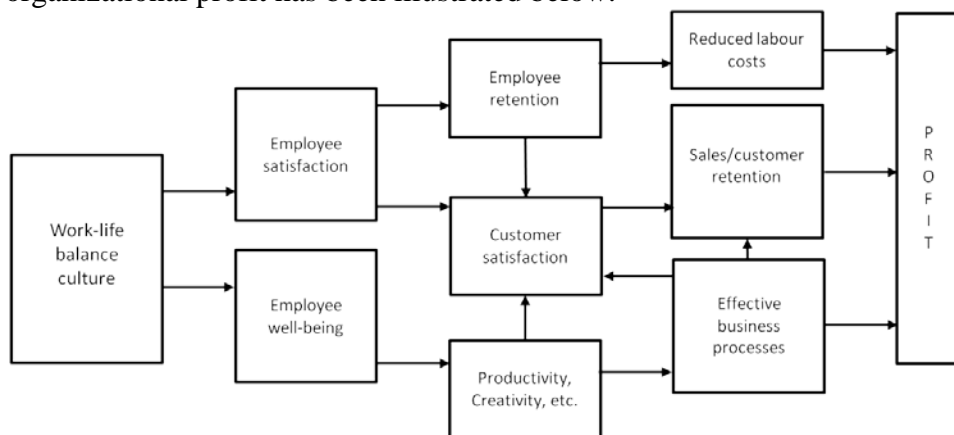 organizational profit has been illustrated below:
Reduced labour
costs
Employee
retention
Employee
satisfaction
Sales/customer
retention
P
R
O
F
I
T
Work-life
balance
culture
Customer
satisfaction
Employee
well-being
Effective
business
processes
Productivity,
Creativity, etc.